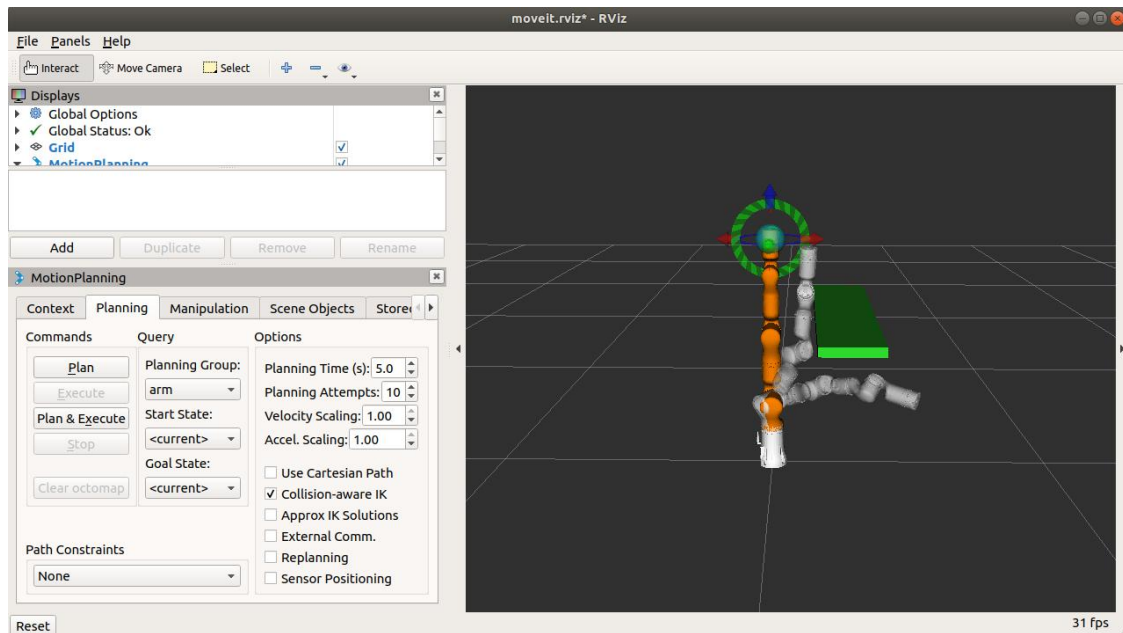 moveit.rviz* - RViz
File Panels Help
Interact Move Camera Select
Displays
Global Options
Global Status: Ok
Grid
MotionPlanning
Add Duplicate Remove Rename
MotionPlanning
Context Planning Manipulation Scene Objects Store
Commands Query Options
Plan Planning Group: Planning Time (s): 5.0
Execute arm Planning Attempts: 10
Plan & Execute Start State: Velocity Scaling: 1.00
Stop <current> Accel. Scaling: 1.00
Goal State:
Use Cartesian Path
Clear octomap <current> Collision-aware IK
Approx IK Solutions
External Comm.
Path Constraints Replanning
None Sensor Positioning
Reset 31 fps